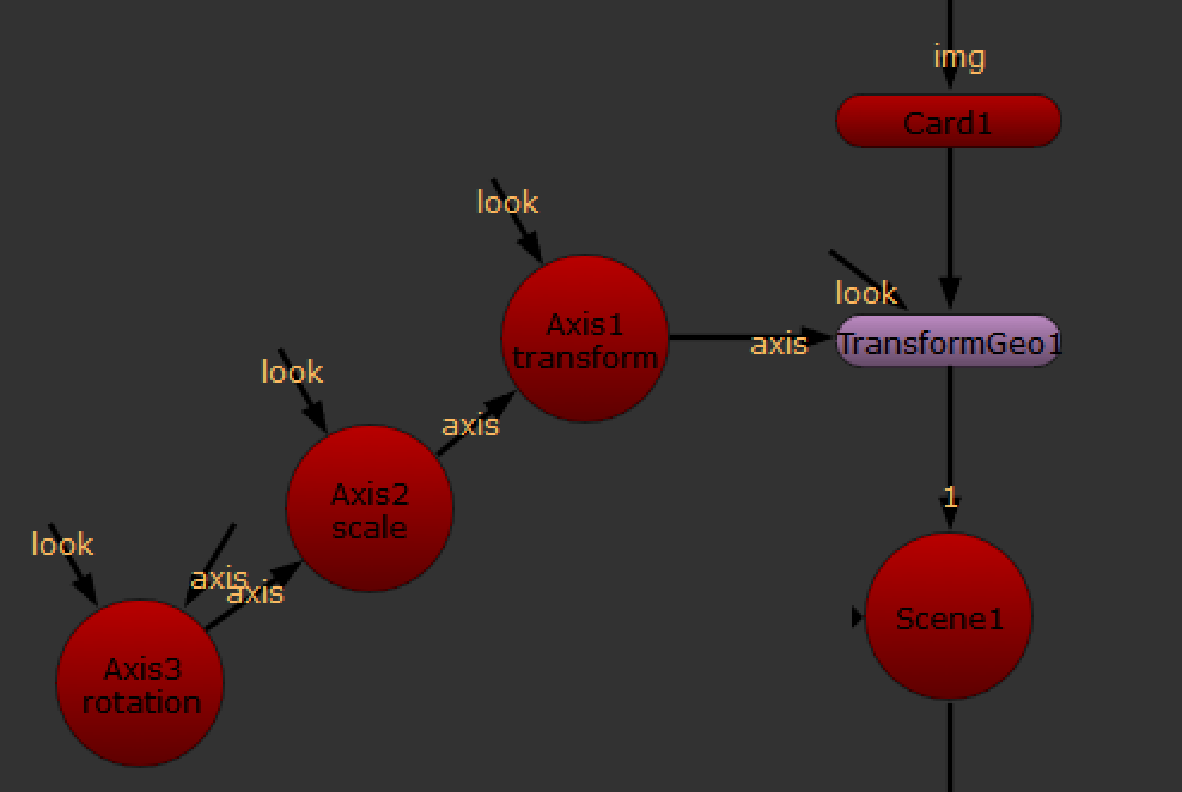 img
Card1
look
look
Axis1
transform
axis
TransformGeo1
look
axis
Axis2
scale
1
look
axis
axis
Scene1
Axis3
rotation